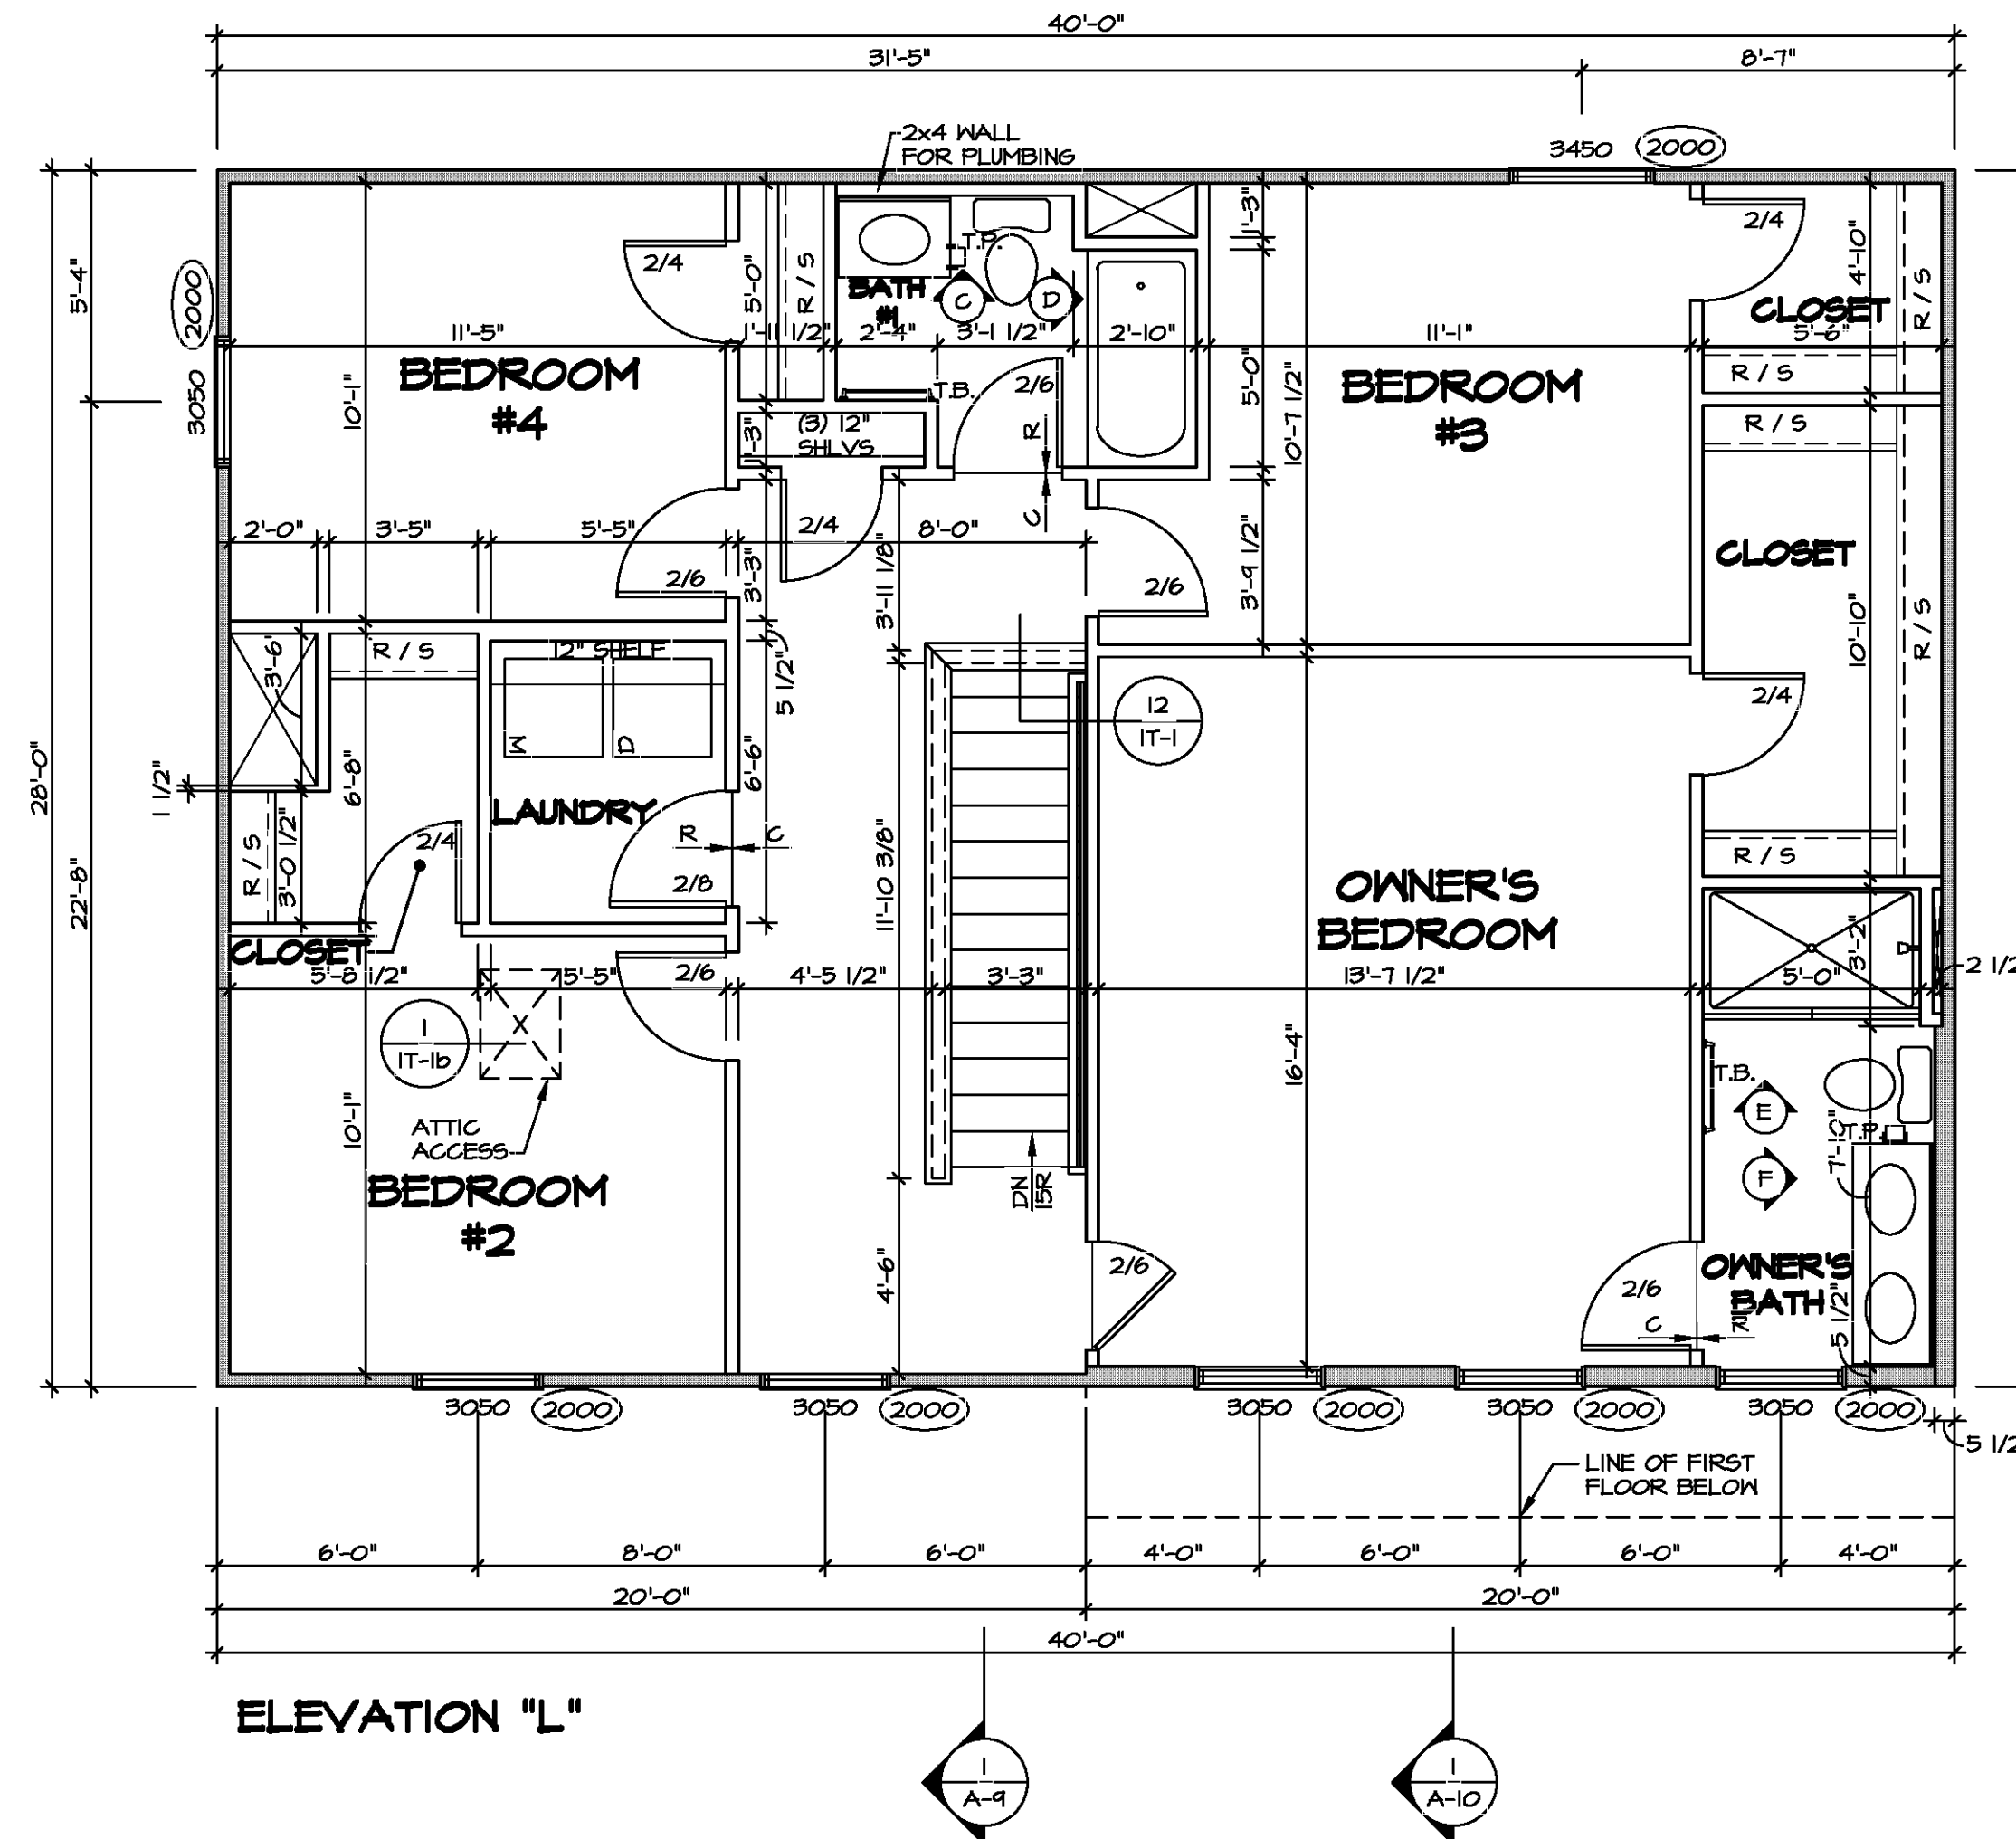 40'-0"
31'-5"
8'-7"
2x4 WALL
FOR PLUMBING
3450
2000
5'-4"
2000
3050
2/4
5'-0"
R / S
T.P.
BATH
#1
C
D
1'-3"
2/4
4'-10"
CLOSET
R / S
11'-5"
1'-11 1/2"
2'-4"
3'-1 1/2"
2'-10"
11'-1"
5'-6"
BEDROOM
#4
10'-1"
T.B.
2/6
5'-0"
10'-7 1/2"
BEDROOM
#3
R / S
R / S
(3) 12"
SHLVS
1'-3"
R
C
2'-0"
3'-5"
5'-5"
2/4
8'-0"
CLOSET
2/6
3'-3"
3'-11 1/8"
2/6
3'-9 1/2"
10'-10"
R / S
3'-6"
R / S
12" SHELF
5 1/2"
12
1T-1
2/4
28'-0"
22'-8"
1 1/2"
6'-8"
W
D
6'-6"
LAUNDRY
R
C
R / S
3'-0 1/2"
2/4
2/8
11'-10 3/8"
R / S
OWNER'S
BEDROOM
CLOSET
5'-8 1/2"
5'-5"
2/6
4'-5 1/2"
3'-3"
13'-7 1/2"
5'-0"
3'-2"
2 1/2
1
1T-1b
X
10'-1"
ATTIC
ACCESS
16'-4"
T.B.
E
T.P.
7'-10"
F
BEDROOM
#2
DN
15R
4'-6"
2/6
2/6
OWNER'S
BATH
C
R
5 1/2"
3050
2000
3050
2000
3050
2000
3050
2000
3050
2000
5 1/2
LINE OF FIRST
FLOOR BELOW
6'-0"
8'-0"
6'-0"
4'-0"
6'-0"
6'-0"
4'-0"
20'-0"
20'-0"
40'-0"
ELEVATION "L"
1
A-9
1
A-10